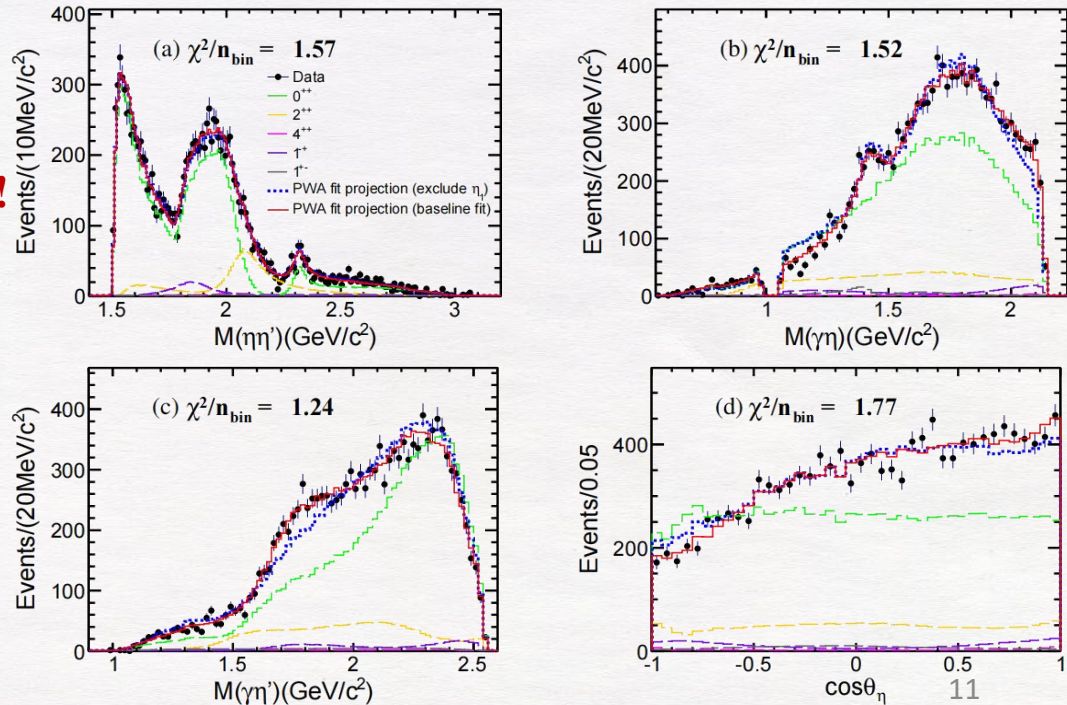 !
(a) χ²/n_bin = 1.57
Data
0⁺⁺
2⁺⁺
4⁺⁺
1⁻⁺
1⁺⁻
PWA fit projection (exclude η₁)
PWA fit projection (baseline fit)
Events/(10MeV/c²)
400
300
200
100
0
1.5
2
2.5
3
M(ηη')(GeV/c²)
(b) χ²/n_bin = 1.52
Events/(20MeV/c²)
400
300
200
100
0
1
1.5
2
M(γη)(GeV/c²)
(c) χ²/n_bin = 1.24
Events/(20MeV/c²)
400
300
200
100
0
1
1.5
2
2.5
M(γη')(GeV/c²)
(d) χ²/n_bin = 1.77
Events/0.05
400
200
0
-1
-0.5
0
0.5
1
cosθ_η
11